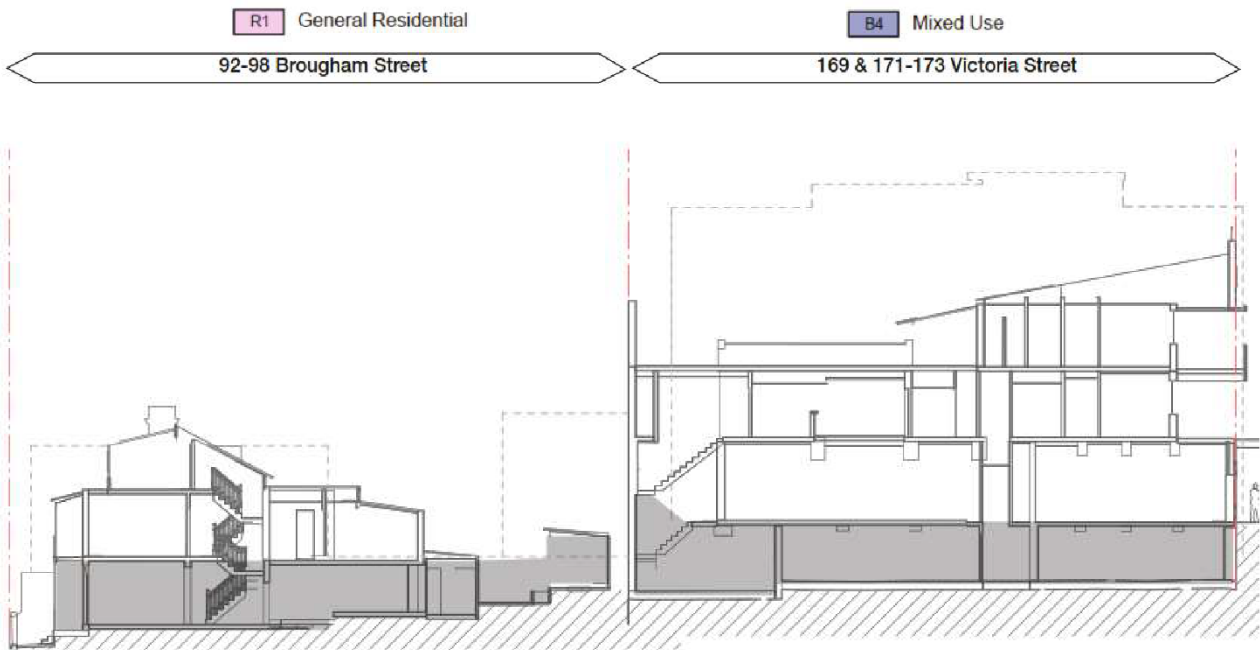 R1 General Residential
B4 Mixed Use
92-98 Brougham Street
169 & 171-173 Victoria Street